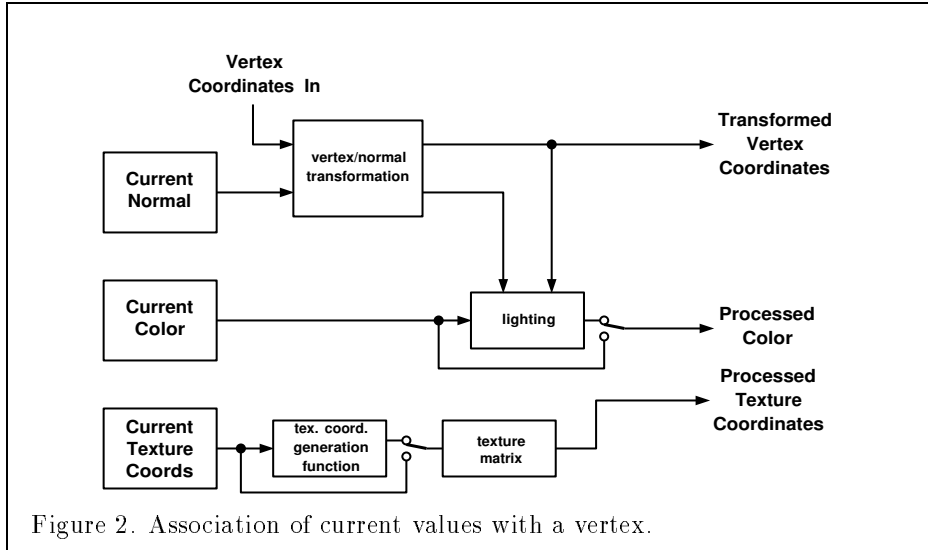 Vertex
Coordinates In
vertex/normal
transformation
Transformed
Vertex
Coordinates
Current
Normal
Current
Color
lighting
Processed
Color
Processed
Texture
Coordinates
Current
Texture
Coords
tex. coord.
generation
function
texture
matrix
Figure 2. Association of current values with a vertex.